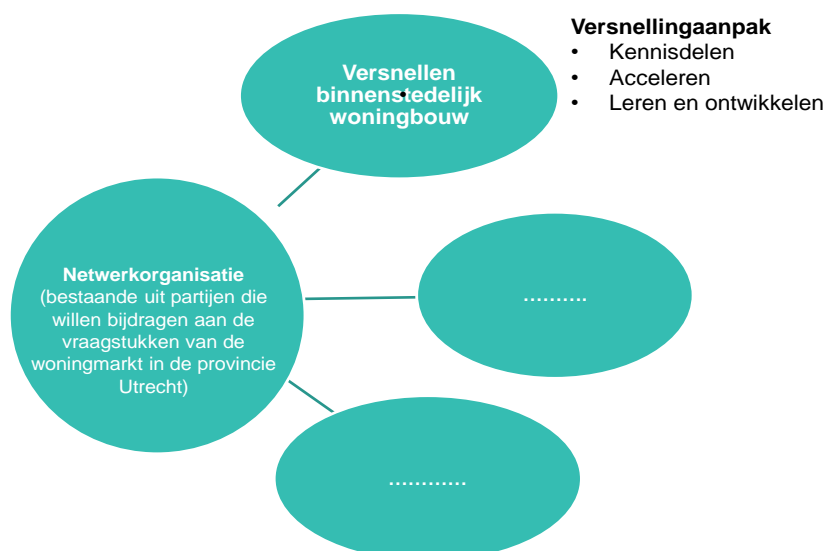 Versnellingaanpak
• Kennisdelen
• Acceleren
• Leren en ontwikkelen
Versnellen
binnenstedelijk
woningbouw
Netwerkorganisatie
(bestaande uit partijen die
willen bijdragen aan de
vraagstukken van de
woningmarkt in de provincie
Utrecht)
..........
............